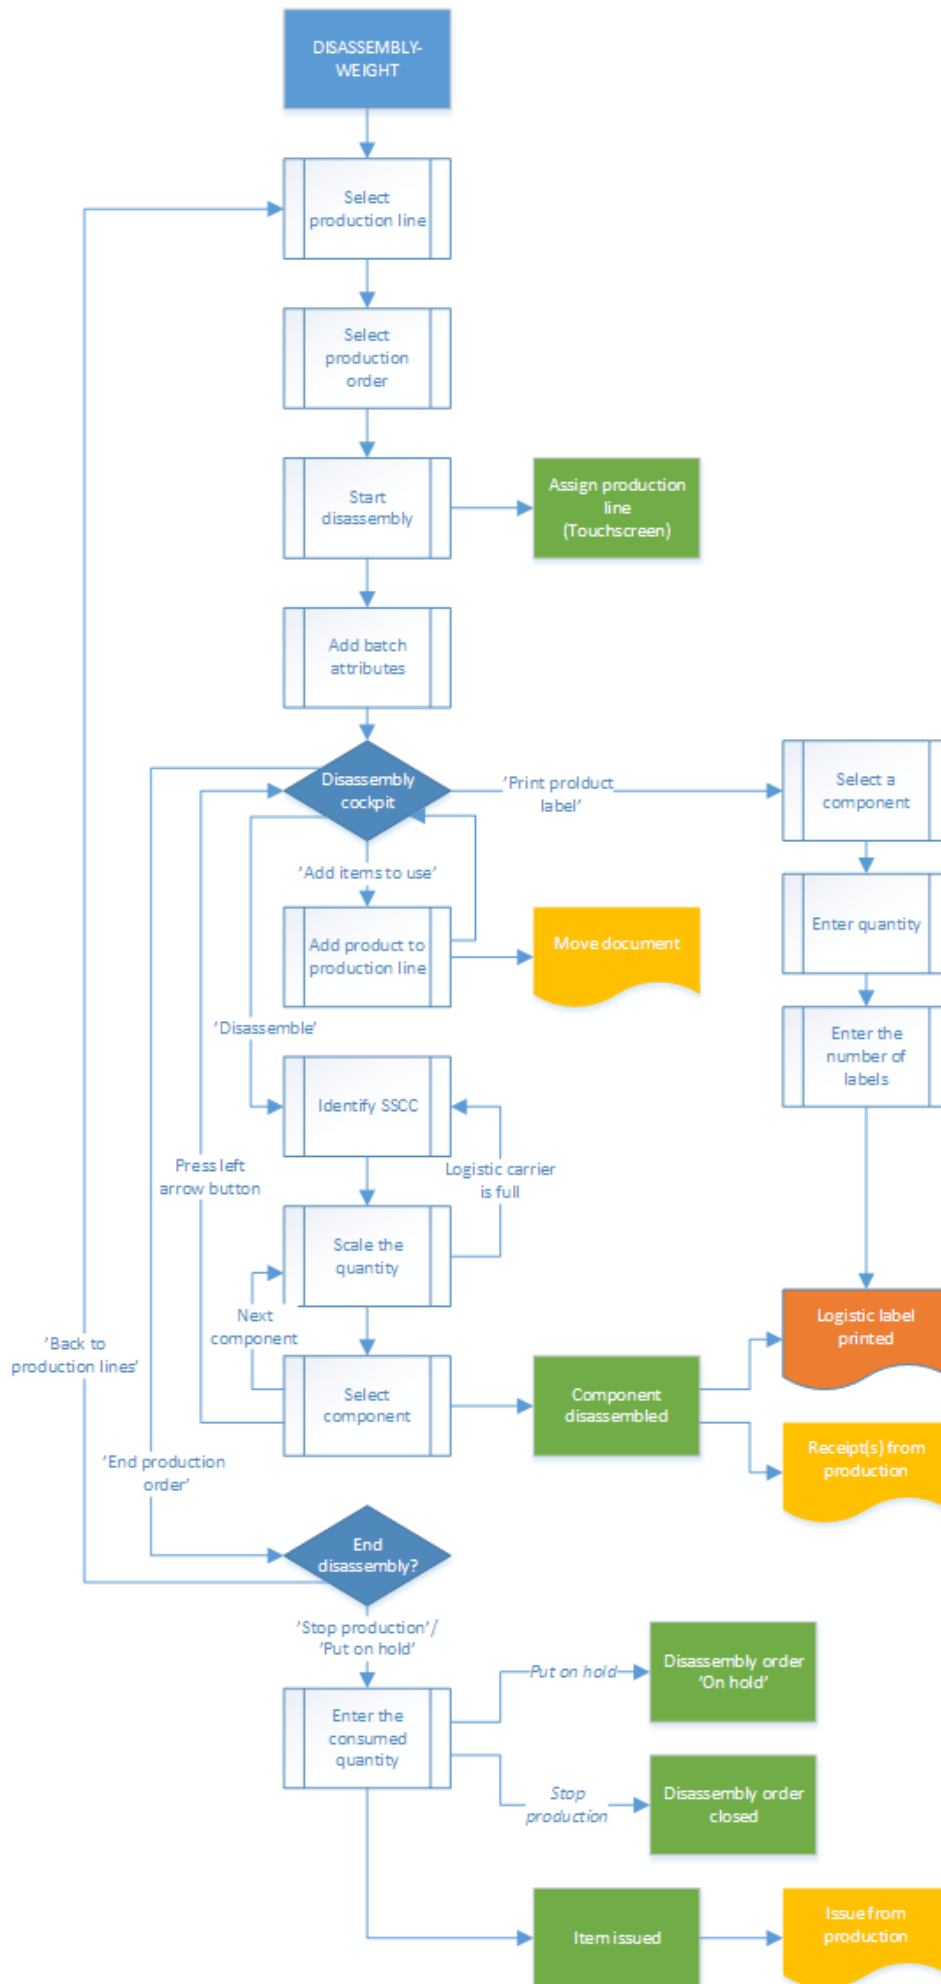 DISASSEMBLY-
WEIGHT
Select
production line
Select
production
order
Start
disassembly
Assign production
line
(Touchscreen)
Add batch
attributes
Disassembly
cockpit
'Print prolduct
label'
Select a
component
'Add items to use'
Enter quantity
Add product to
production line
Move document
'Disassemble'
Enter the
number of
labels
Identify SSCC
Press left
arrow button
Logistic carrier
is full
Scale the
quantity
Next
component
Logistic label
printed
'Back to
production lines'
Select
component
Component
disassembled
Receipt(s) from
production
'End production
order'
End
disassembly?
'Stop production'/
'Put on hold'
Put on hold
Disassembly order
'On hold'
Enter the
consumed
quantity
Stop
production
Disassembly order
closed
Item issued
Issue from
production